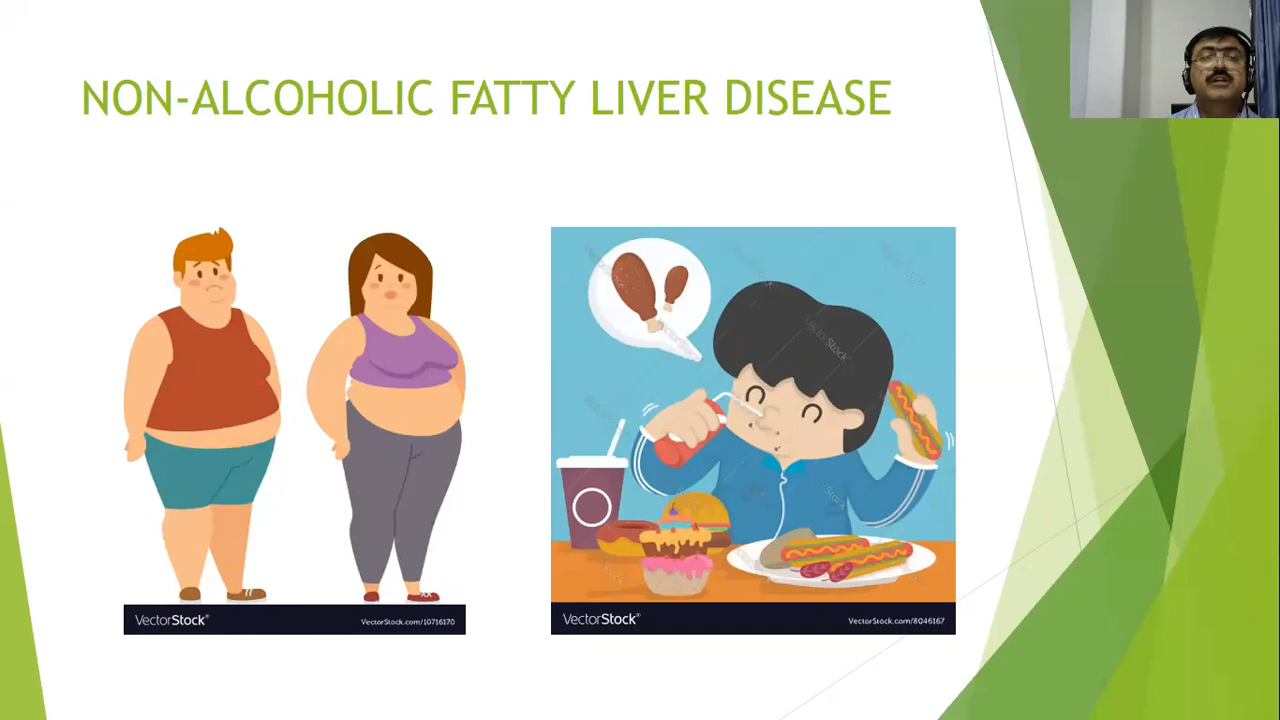 NON-ALCOHOLIC FATTY LIVER DISEASE
VectorStock®
VectorStock.com/10716170
VectorStock®
VectorStock.com/8046167